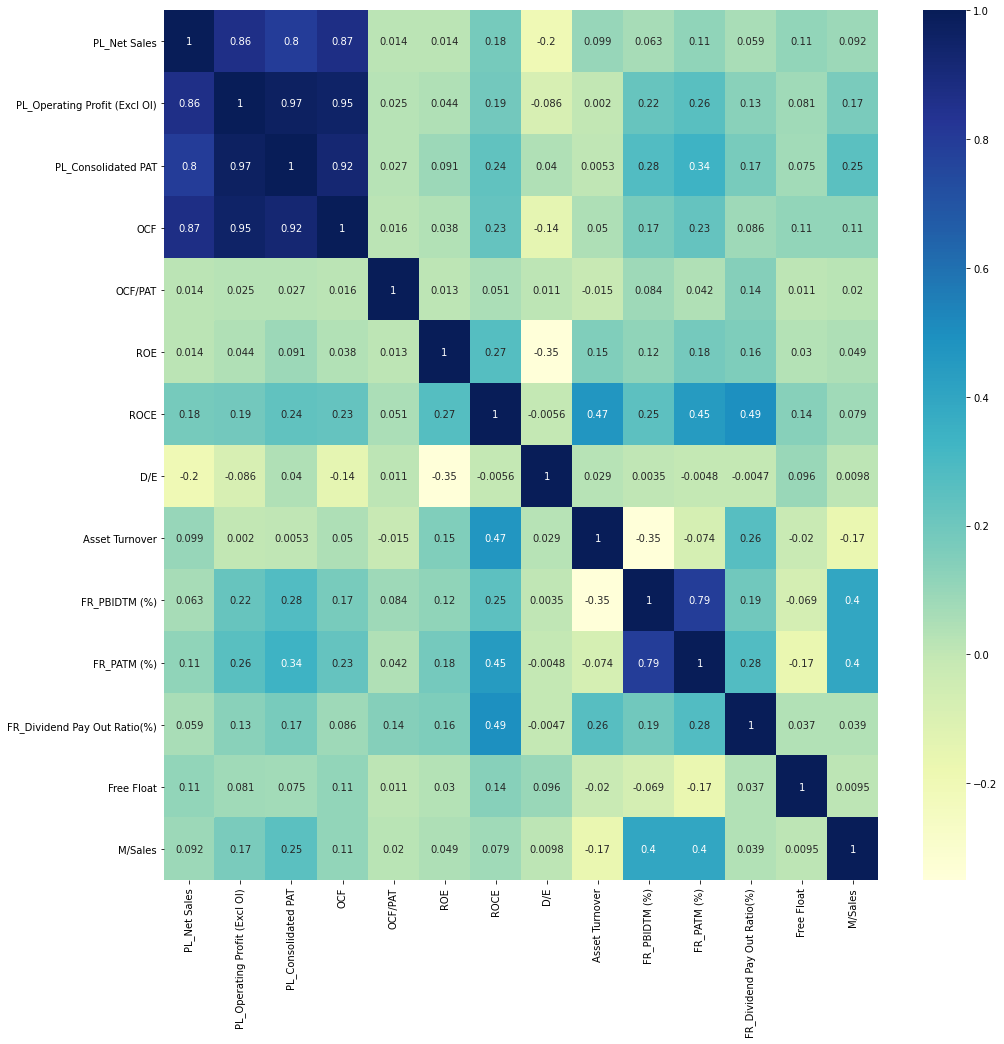 PL_Net Sales 1 0.86 0.8 0.87 0.014 0.014 0.18 -0.2 0.099 0.063 0.11 0.059 0.11 0.092
PL_Operating Profit (Excl OI) 0.86 1 0.97 0.95 0.025 0.044 0.19 -0.086 0.002 0.22 0.26 0.13 0.081 0.17
PL_Consolidated PAT 0.8 0.97 1 0.92 0.027 0.091 0.24 0.04 0.0053 0.28 0.34 0.17 0.075 0.25
OCF 0.87 0.95 0.92 1 0.016 0.038 0.23 -0.14 0.05 0.17 0.23 0.086 0.11 0.11
OCF/PAT 0.014 0.025 0.027 0.016 1 0.013 0.051 0.011 -0.015 0.084 0.042 0.14 0.011 0.02
ROE 0.014 0.044 0.091 0.038 0.013 1 0.27 -0.35 0.15 0.12 0.18 0.16 0.03 0.049
ROCE 0.18 0.19 0.24 0.23 0.051 0.27 1 -0.0056 0.47 0.25 0.45 0.49 0.14 0.079
D/E -0.2 -0.086 0.04 -0.14 0.011 -0.35 -0.0056 1 0.029 0.0035 -0.0048 -0.0047 0.096 0.0098
Asset Turnover 0.099 0.002 0.0053 0.05 -0.015 0.15 0.47 0.029 1 -0.35 -0.074 0.26 -0.02 -0.17
FR_PBIDTM (%) 0.063 0.22 0.28 0.17 0.084 0.12 0.25 0.0035 -0.35 1 0.79 0.19 -0.069 0.4
FR_PATM (%) 0.11 0.26 0.34 0.23 0.042 0.18 0.45 -0.0048 -0.074 0.79 1 0.28 -0.17 0.4
FR_Dividend Pay Out Ratio(%) 0.059 0.13 0.17 0.086 0.14 0.16 0.49 -0.0047 0.26 0.19 0.28 1 0.037 0.039
Free Float 0.11 0.081 0.075 0.11 0.011 0.03 0.14 0.096 -0.02 -0.069 -0.17 0.037 1 0.0095
M/Sales 0.092 0.17 0.25 0.11 0.02 0.049 0.079 0.0098 -0.17 0.4 0.4 0.039 0.0095 1
PL_Net Sales
PL_Operating Profit (Excl OI)
PL_Consolidated PAT
OCF
OCF/PAT
ROE
ROCE
D/E
Asset Turnover
FR_PBIDTM (%)
FR_PATM (%)
FR_Dividend Pay Out Ratio(%)
Free Float
M/Sales
1.0
0.8
0.6
0.4
0.2
0.0
−0.2